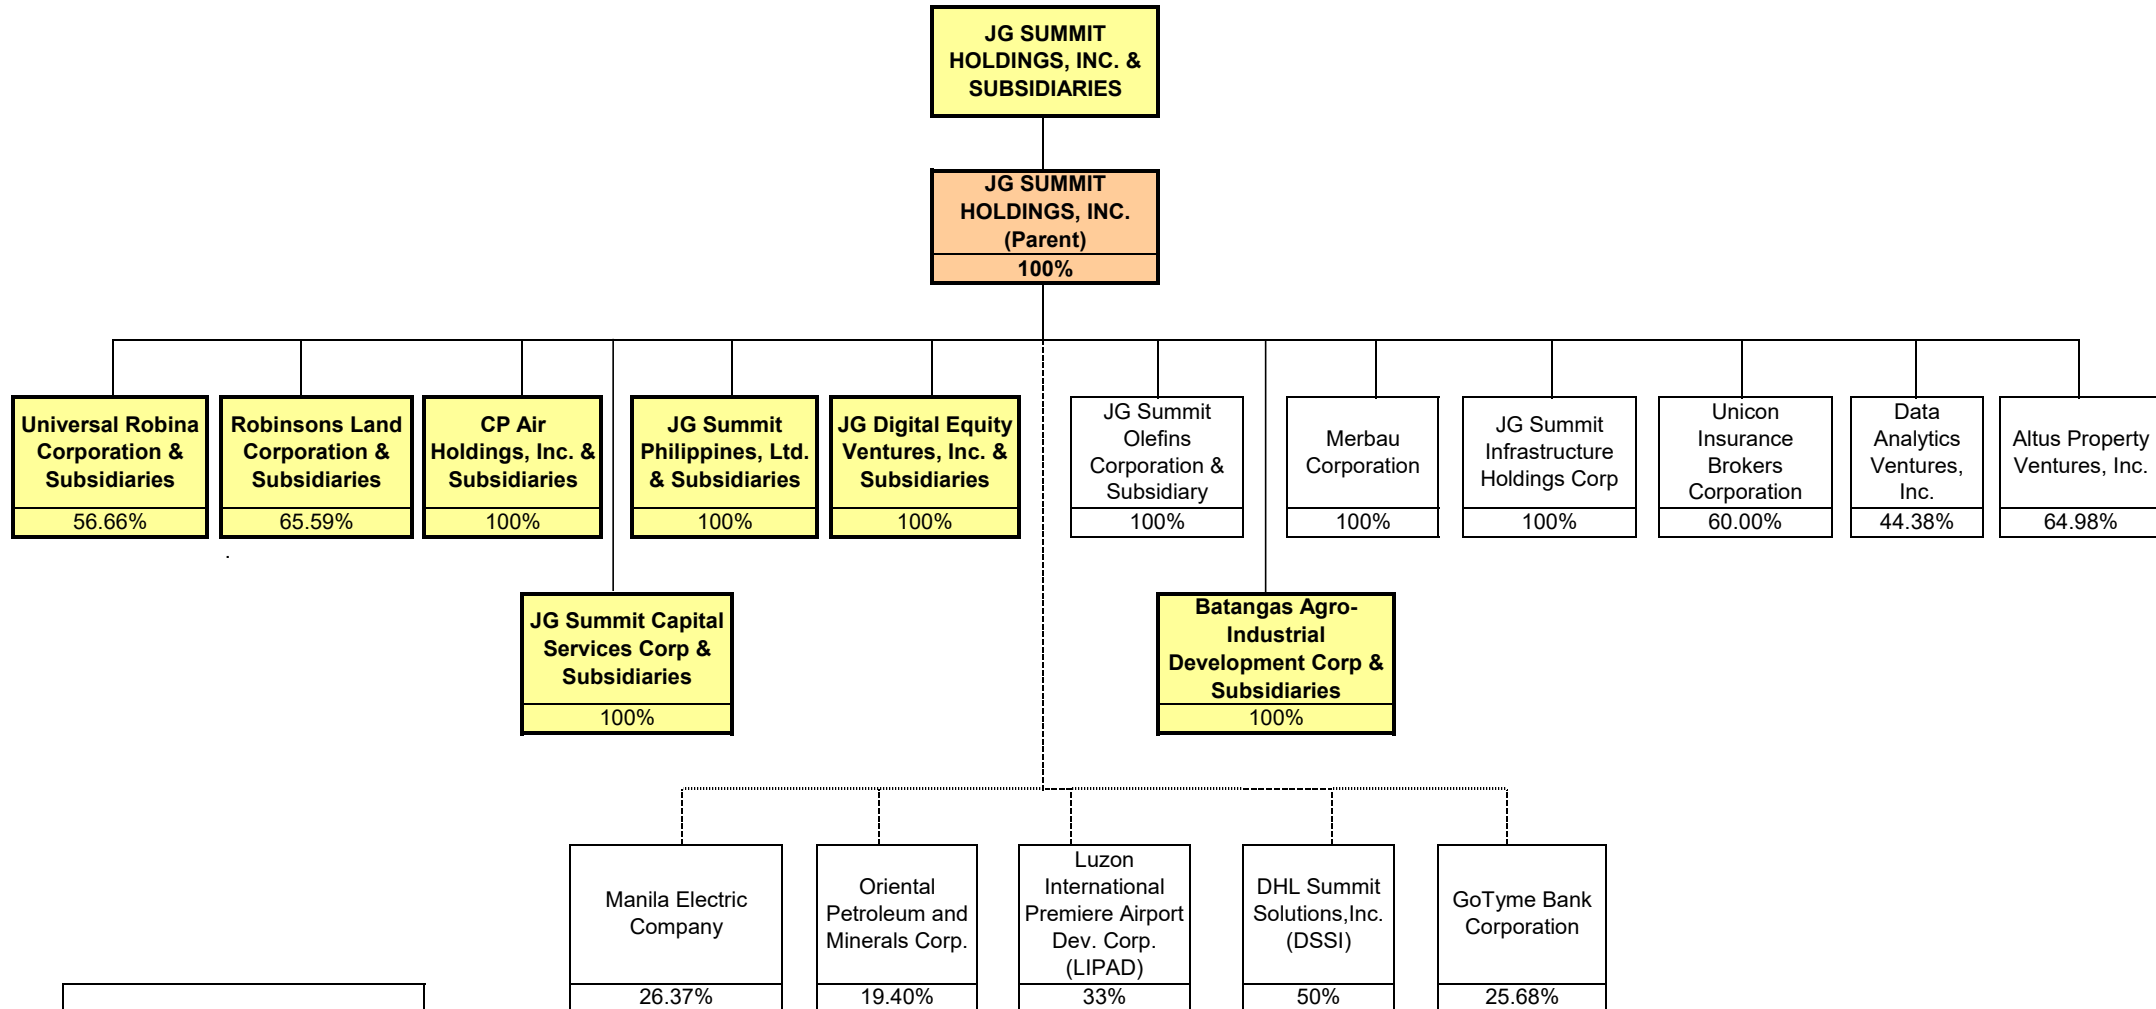 JG SUMMIT
HOLDINGS, INC. &
SUBSIDIARIES
JG SUMMIT
HOLDINGS, INC.
(Parent)
100%
Universal Robina
Corporation &
Subsidiaries
56.66%
Robinsons Land
Corporation &
Subsidiaries
65.59%
.
CP Air
Holdings, Inc. &
Subsidiaries
100%
JG Summit
Philippines, Ltd.
& Subsidiaries
100%
JG Digital Equity
Ventures, Inc. &
Subsidiaries
100%
JG Summit
Olefins
Corporation &
Subsidiary
100%
Merbau
Corporation
100%
JG Summit
Infrastructure
Holdings Corp
100%
Unicon
Insurance
Brokers
Corporation
60.00%
Data
Analytics
Ventures,
Inc.
44.38%
Altus Property
Ventures, Inc.
64.98%
JG Summit Capital
Services Corp &
Subsidiaries
100%
Batangas Agro-
Industrial
Development Corp &
Subsidiaries
100%
Manila Electric
Company
26.37%
Oriental
Petroleum and
Minerals Corp.
19.40%
Luzon
International
Premiere Airport
Dev. Corp.
(LIPAD)
33%
DHL Summit
Solutions,Inc.
(DSSI)
50%
GoTyme Bank
Corporation
25.68%